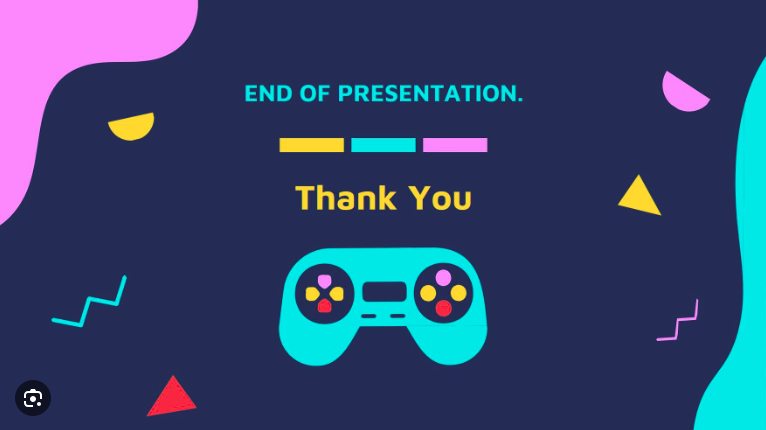 END OF PRESENTATION.
Thank You